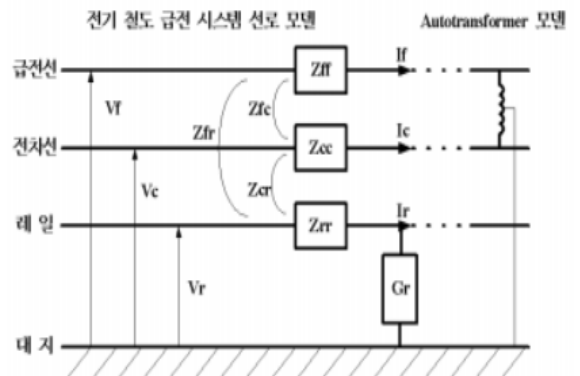 전기 철도 급전 시스템 선로 모델 Autotransformer 모델
급전선 Zff If
Vf Zfc
Zfr
전차선 Zcc Ic
Vc Zcr
레 일 Zrr Ir
Vr Gr
대 지